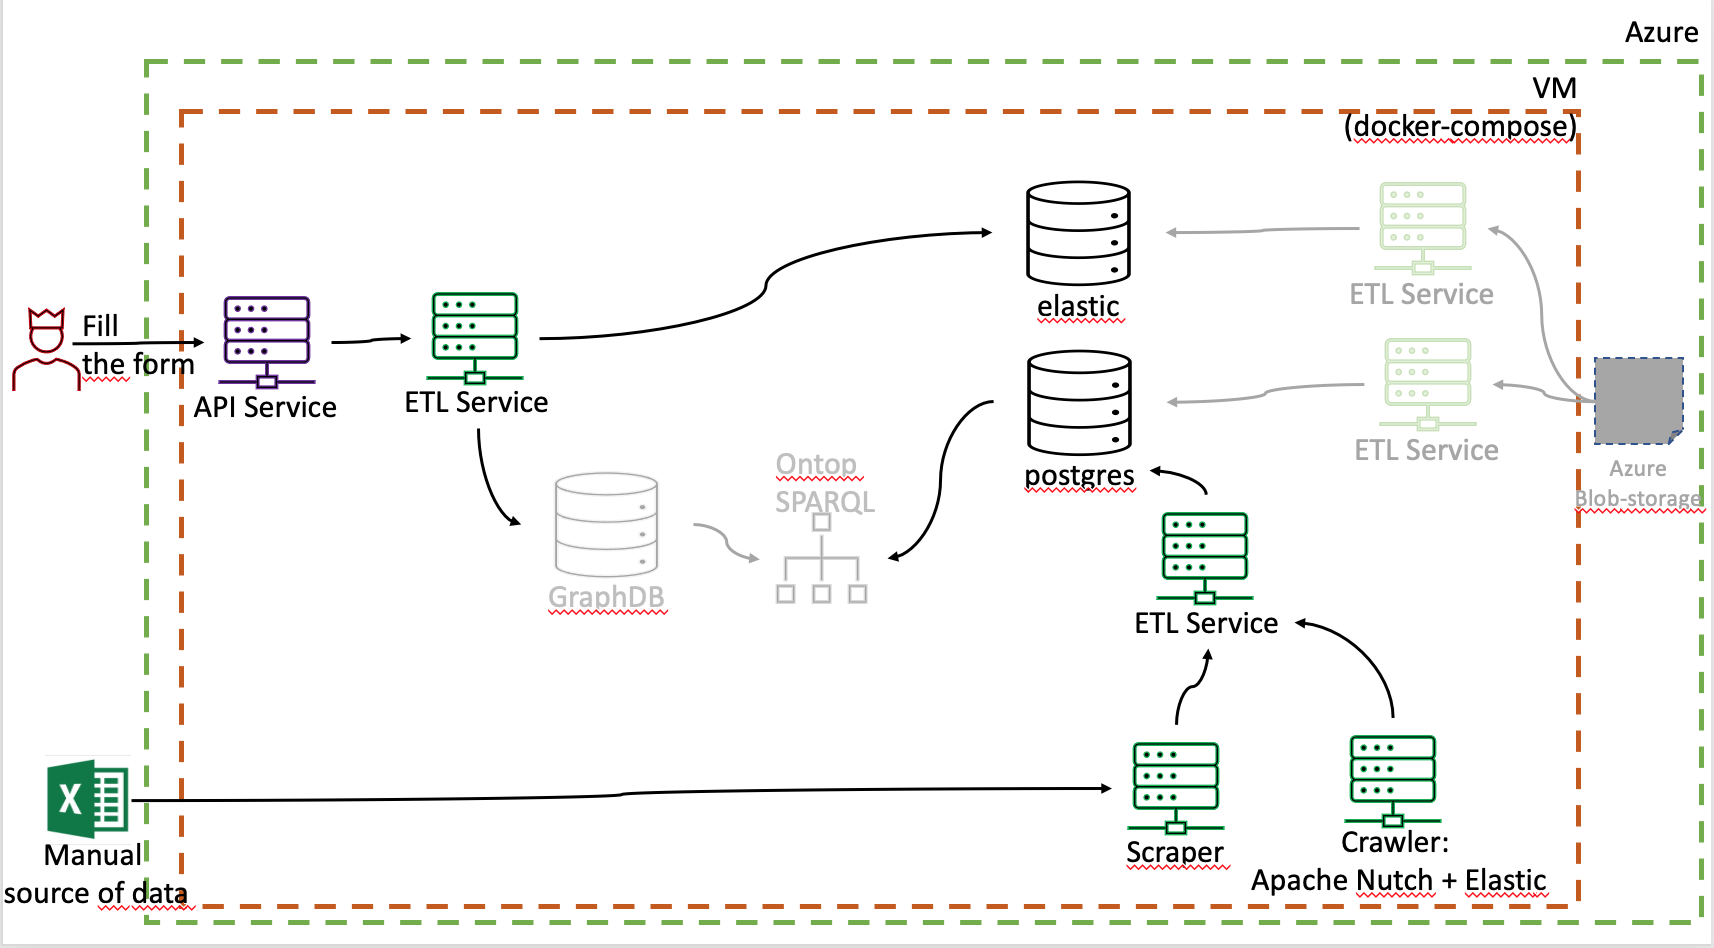 Azure
VM
(docker-compose)
Fill
the form
API Service
ETL Service
elastic
ETL Service
postgres
ETL Service
Azure
Blob-storage
Ontop
SPARQL
GraphDB
ETL Service
Manual
source of data
Scraper
Crawler:
Apache Nutch + Elastic